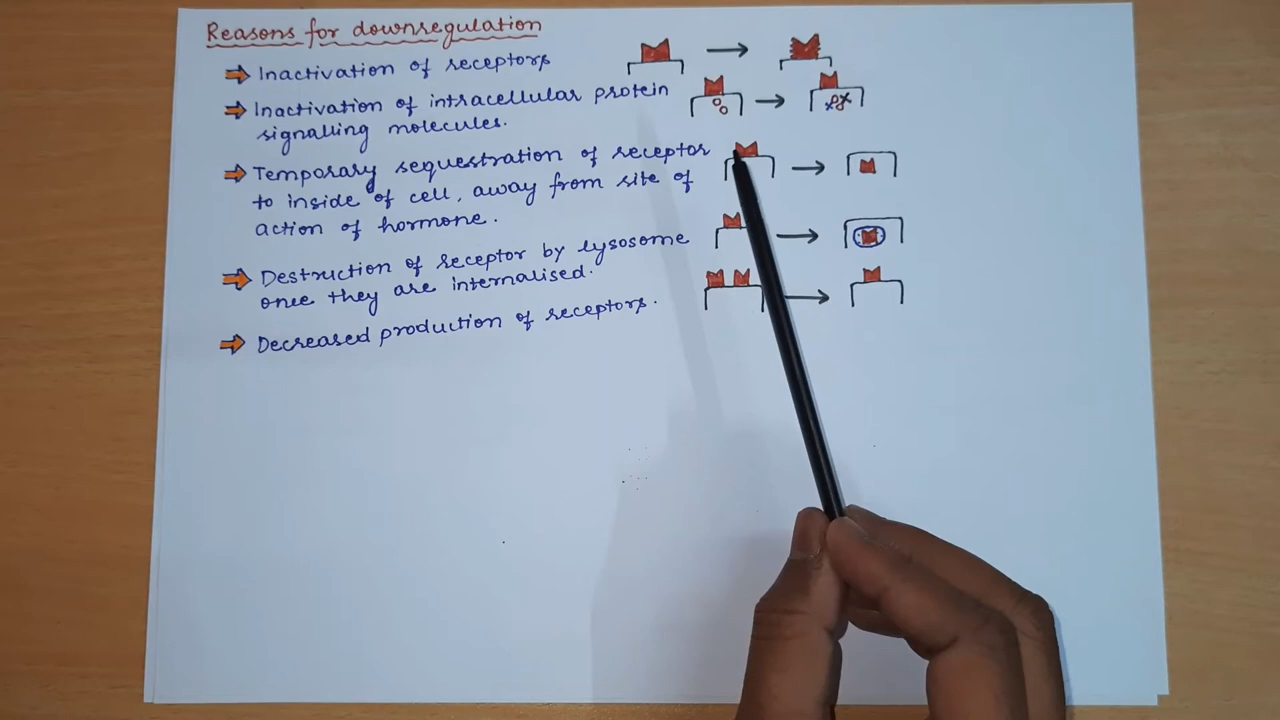 Reasons for downregulation
Inactivation of receptors
Inactivation of intracellular protein
signalling molecules.
Temporary sequestration of receptor
to inside of cell, away from site of
action of hormone.
Destruction of receptor by lysosome
once they are internalised.
Decreased production of receptors.